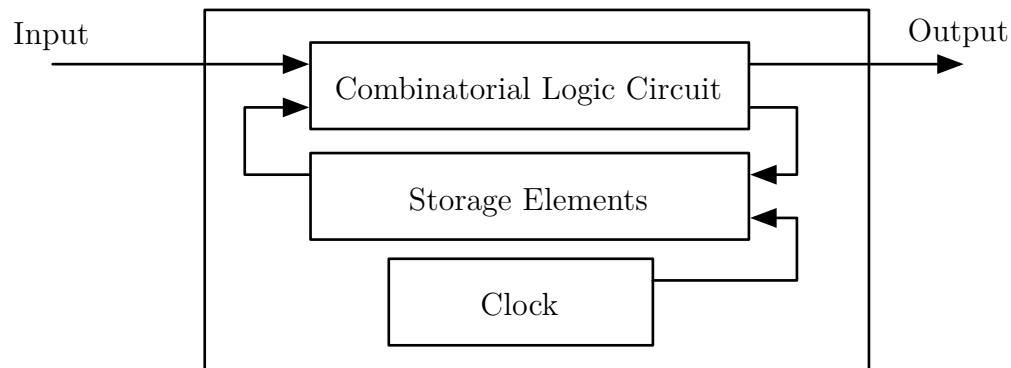 Input
Output
Combinatorial Logic Circuit
Storage Elements
Clock